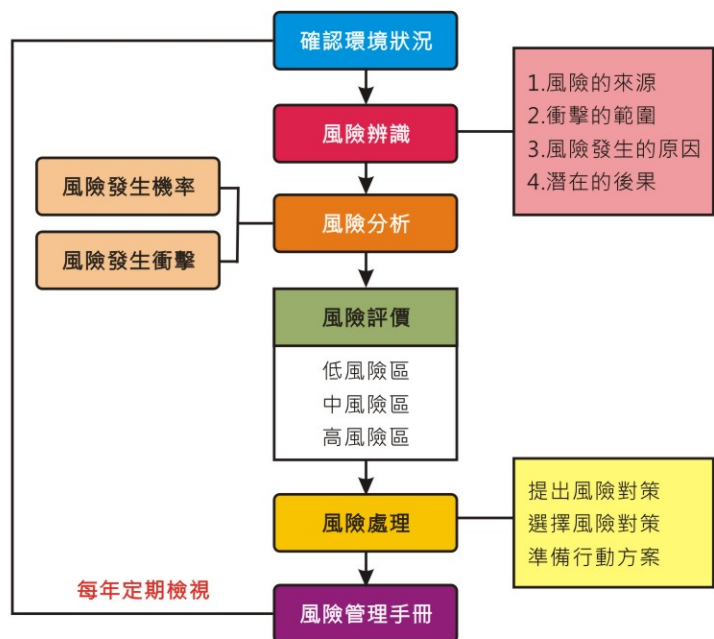 確認環境狀況
風險辨識
1.風險的來源
2.衝擊的範圍
3.風險發生的原因
4.潛在的後果
風險發生機率
風險發生衝擊
風險分析
風險評價
低風險區
中風險區
高風險區
風險處理
提出風險對策
選擇風險對策
準備行動方案
每年定期檢視
風險管理手冊